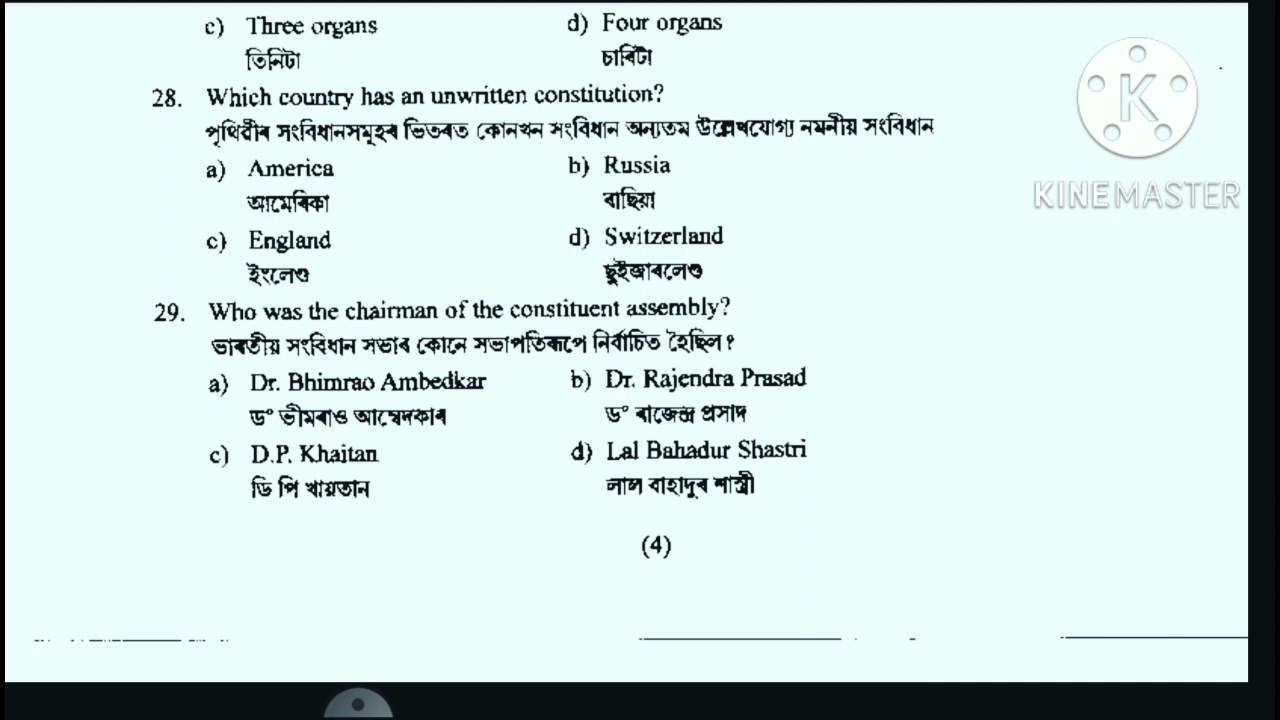 c) Three organs d) Four organs
তিনিটা চাৰিটা
28. Which country has an unwritten constitution?
পৃথিৱীৰ সংবিধানসমূহৰ ভিতৰত কোনখন সংবিধান অন্যতম উল্লেখযোগ্য নমনীয় সংবিধান
a) America b) Russia
আমেৰিকা ৰাছিয়া
c) England d) Switzerland
ইংলেণ্ড ছুইজাৰলেণ্ড
29. Who was the chairman of the constituent assembly?
ভাৰতীয় সংবিধান সভাৰ কোনে সভাপতিৰূপে নিৰ্বাচিত হৈছিল?
a) Dr. Bhimrao Ambedkar b) Dr. Rajendra Prasad
ড° ভীমৰাও আম্বেদকাৰ ড° ৰাজেন্দ্ৰ প্ৰসাদ
c) D.P. Khaitan d) Lal Bahadur Shastri
ডি পি খায়তান লাল বাহাদুৰ শাস্ত্ৰী
(4)
K
KINEMASTER